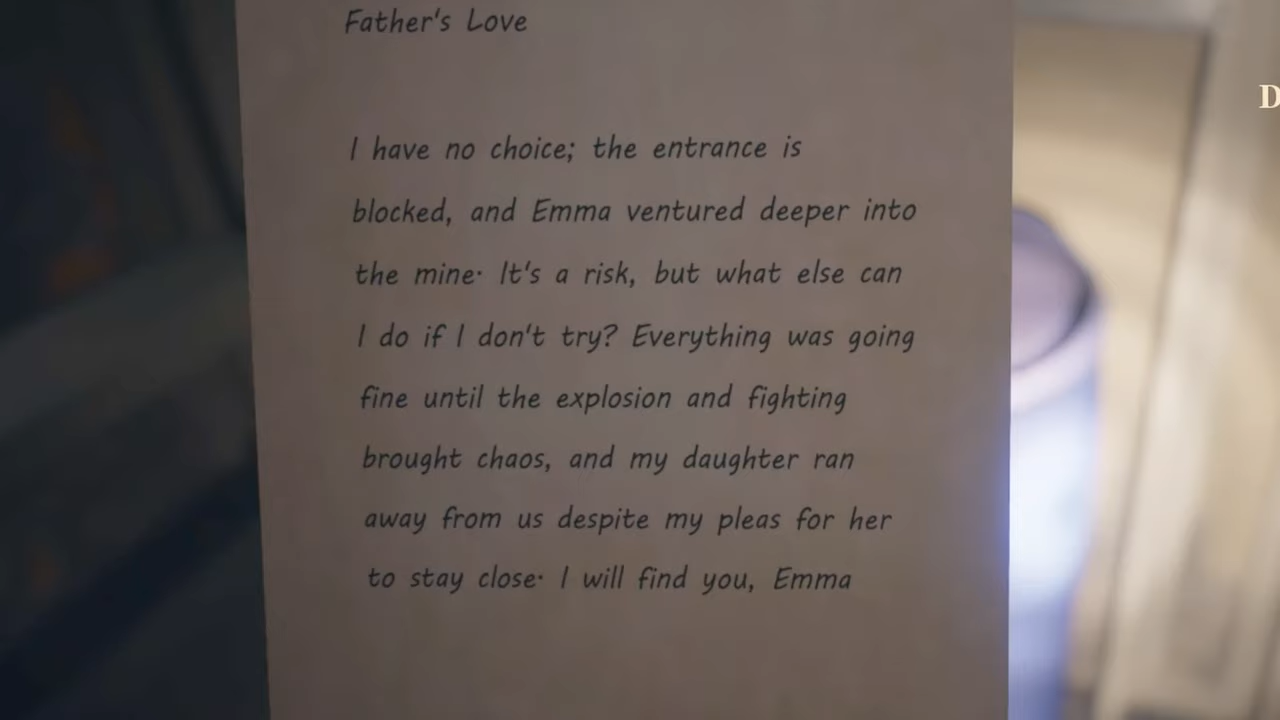 Father's Love
I have no choice; the entrance is
blocked, and Emma ventured deeper into
the mine· It's a risk, but what else can
I do if I don't try? Everything was going
fine until the explosion and fighting
brought chaos, and my daughter ran
away from us despite my pleas for her
to stay close· I will find you, Emma